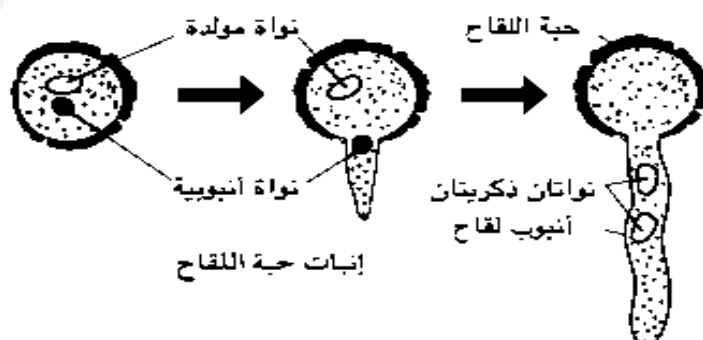 حبة اللقاح
نواة مولدة
نواتان ذكريتان
نواة أنبوبية
أنبوب لقاح
إنبات حبة اللقاح